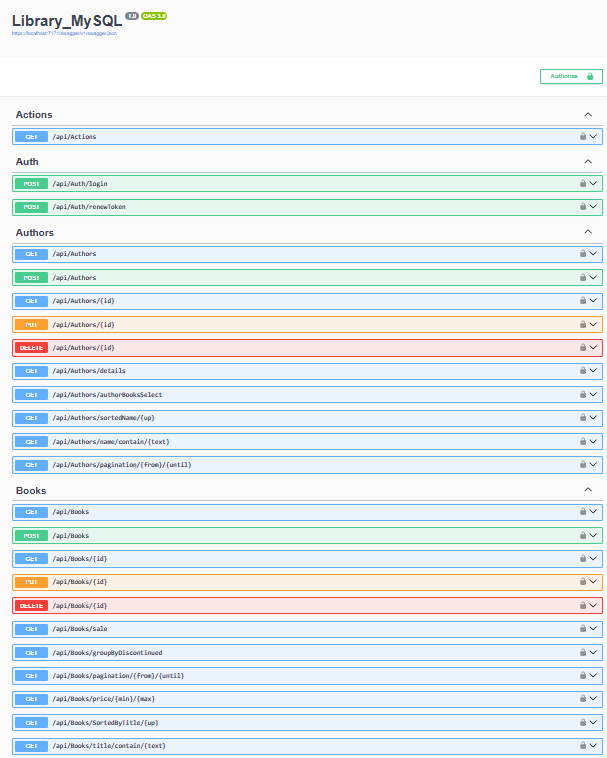 Library_MySQL 1.0 OAS 3.0
https://localhost:7171/swagger/v1/swagger.json
Authorize
Actions
GET /api/Actions
Auth
POST /api/Auth/login
POST /api/Auth/renewToken
Authors
GET /api/Authors
POST /api/Authors
GET /api/Authors/{id}
PUT /api/Authors/{id}
DELETE /api/Authors/{id}
GET /api/Authors/details
GET /api/Authors/authorBooksSelect
GET /api/Authors/sortedName/{up}
GET /api/Authors/name/contain/{text}
GET /api/Authors/pagination/{from}/{until}
Books
GET /api/Books
POST /api/Books
GET /api/Books/{id}
PUT /api/Books/{id}
DELETE /api/Books/{id}
GET /api/Books/sale
GET /api/Books/groupByDiscontinued
GET /api/Books/pagination/{from}/{until}
GET /api/Books/price/{min}/{max}
GET /api/Books/SortedByTitle/{up}
GET /api/Books/title/contain/{text}